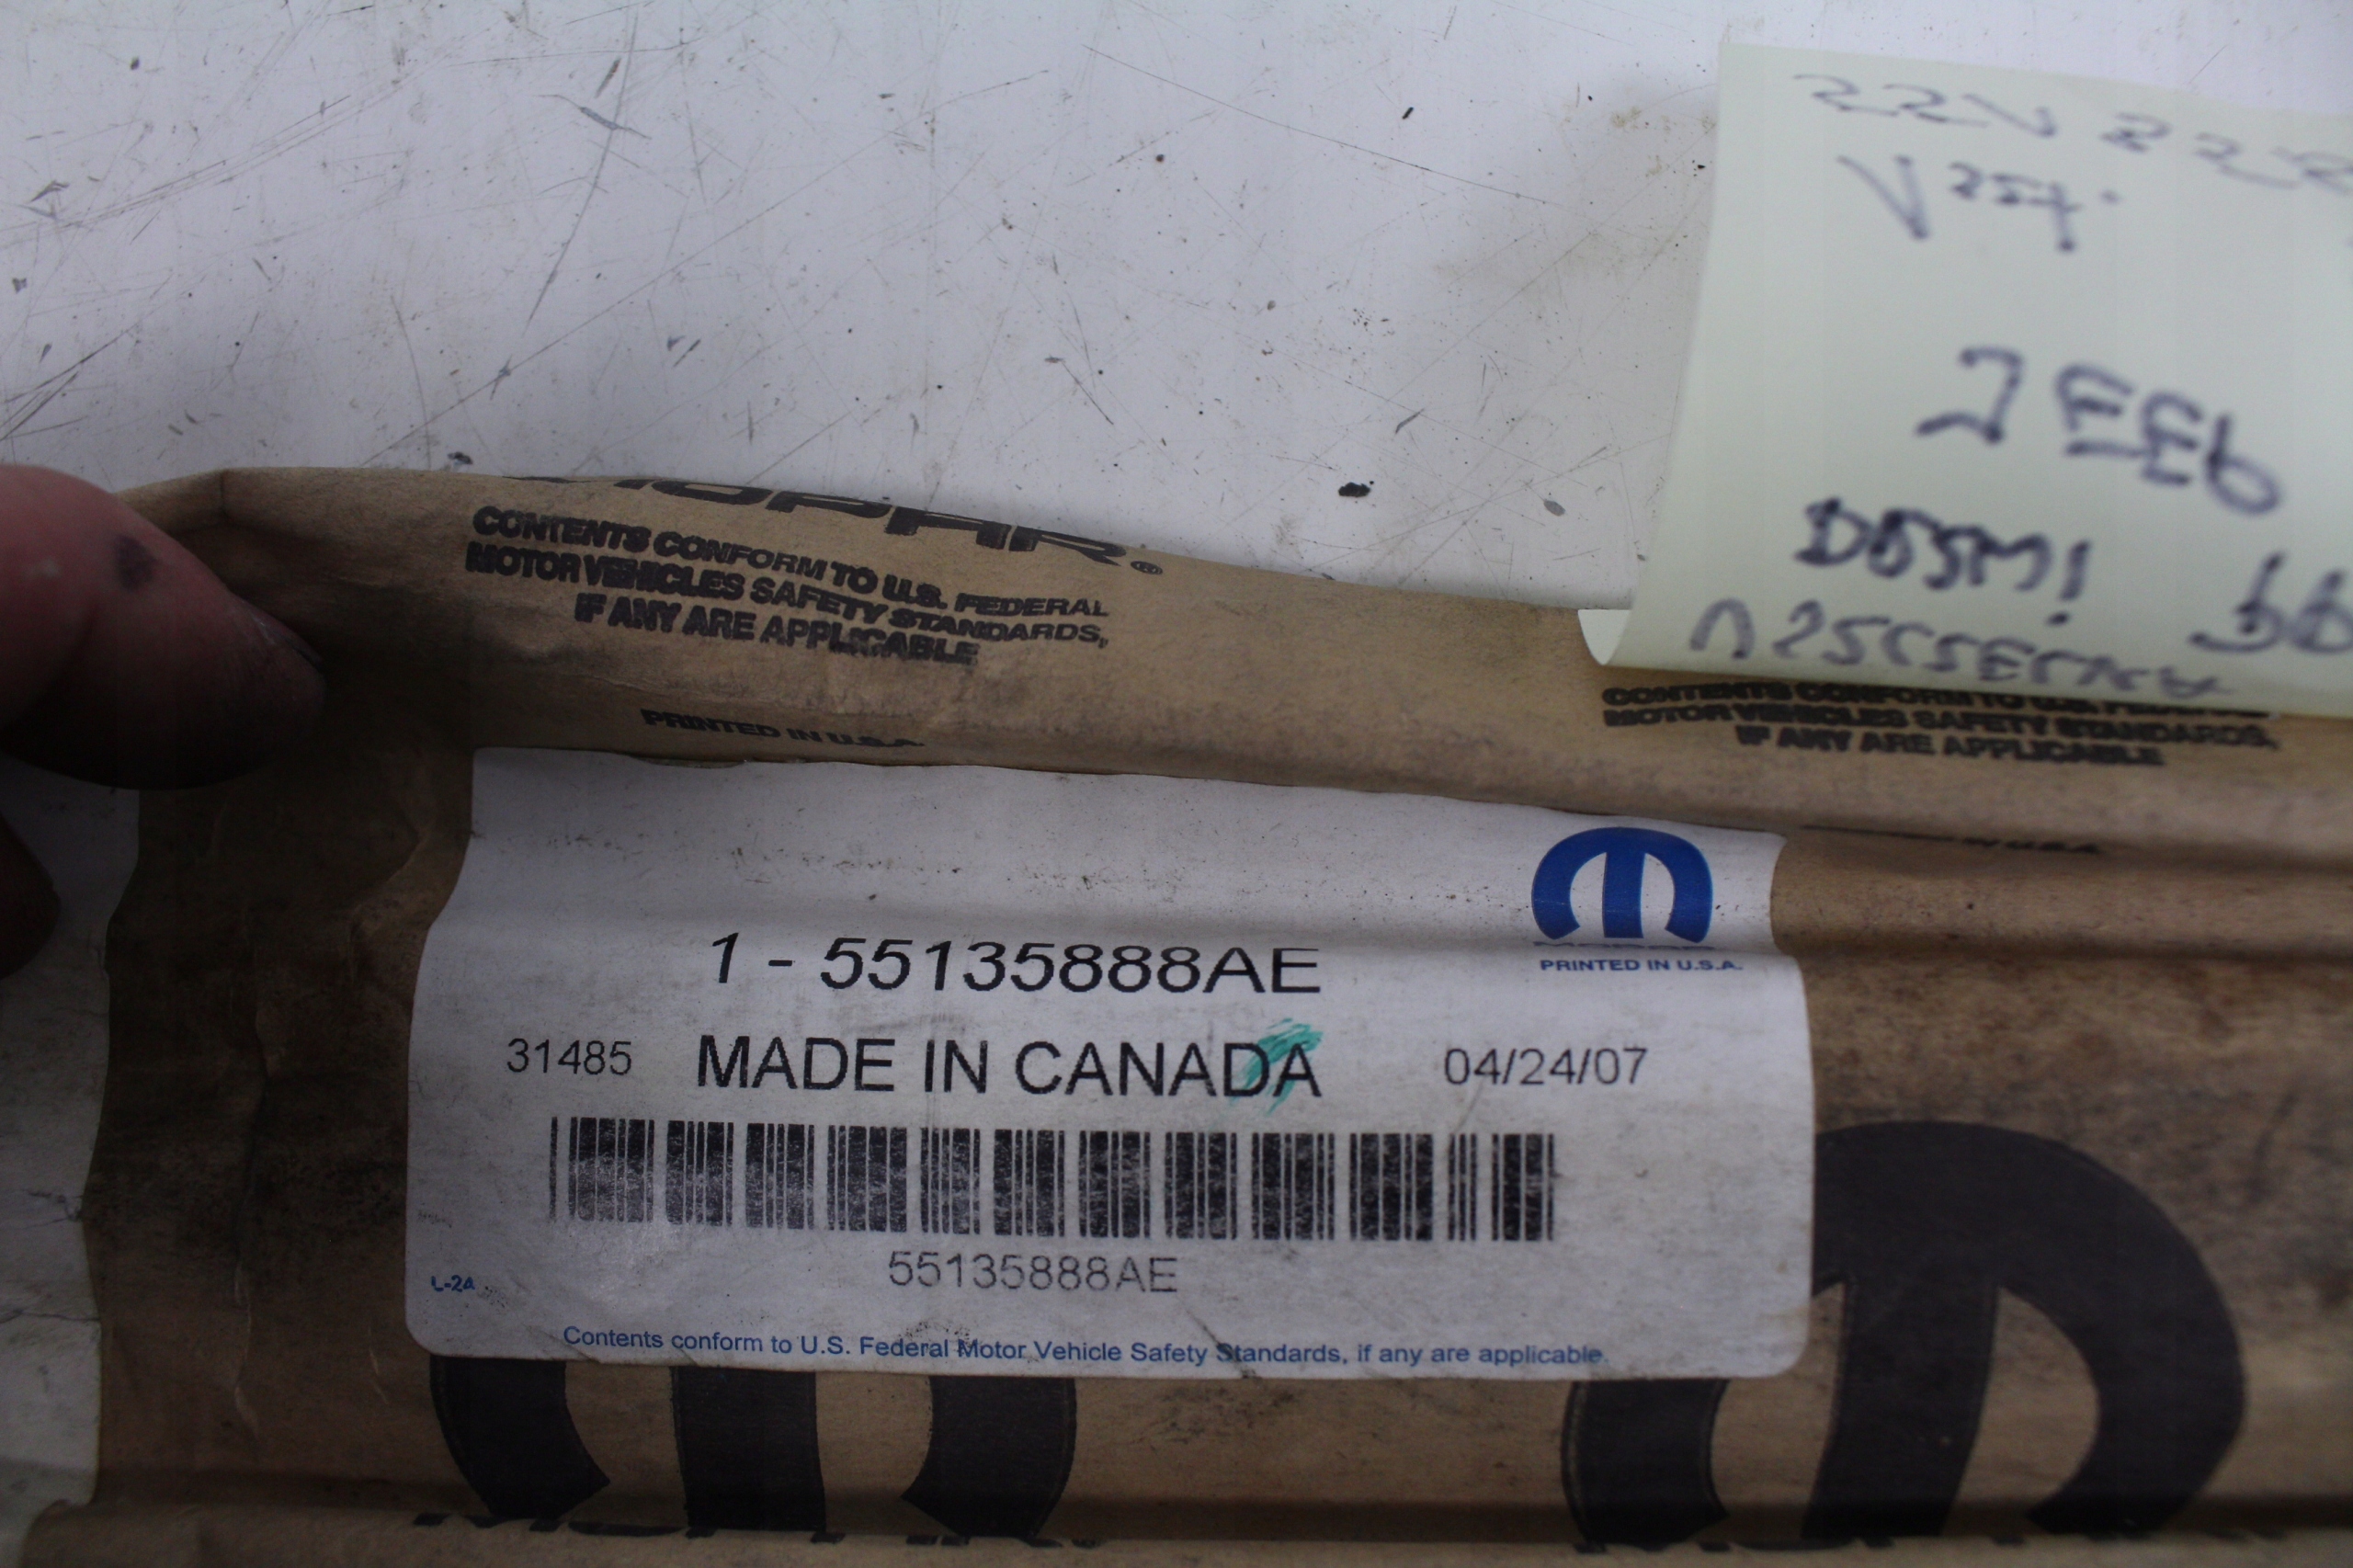 JEEP
MOPAR®
CONTENTS CONFORM TO U.S. FEDERAL
MOTOR VEHICLES SAFETY STANDARDS,
IF ANY ARE APPLICABLE
PRINTED IN U.S.A
CONTENTS CONFORM TO U.S. FEDERAL
MOTOR VEHICLES SAFETY STANDARDS,
IF ANY ARE APPLICABLE
PRINTED IN U.S.A.
1 - 55135888AE
31485 MADE IN CANADA 04/24/07
55135888AE
L-2A
Contents conform to U.S. Federal Motor Vehicle Safety Standards, if any are applicable.